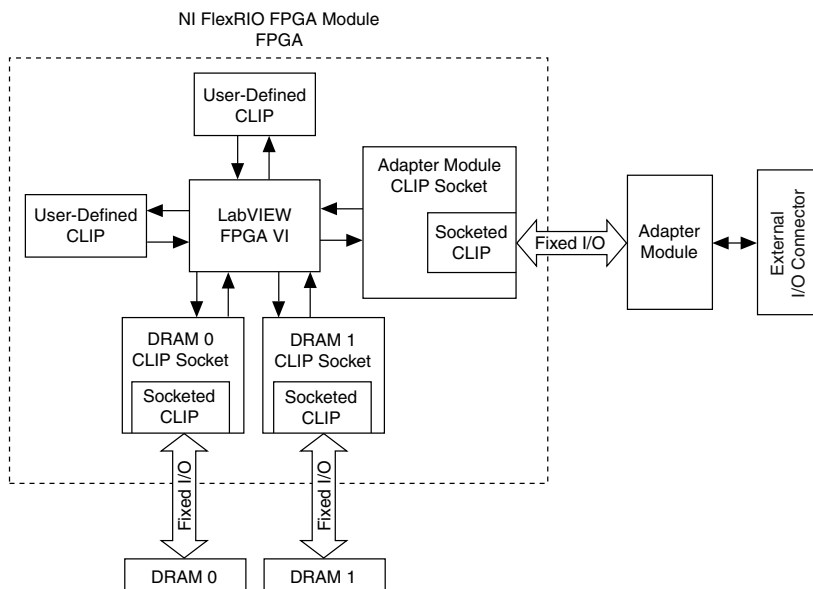 NI FlexRIO FPGA Module
FPGA
User-Defined
CLIP
User-Defined
CLIP
LabVIEW
FPGA VI
Adapter Module
CLIP Socket
Socketed
CLIP
Fixed I/O
Adapter
Module
External
I/O Connector
DRAM 0
CLIP Socket
Socketed
CLIP
DRAM 1
CLIP Socket
Socketed
CLIP
Fixed I/O
Fixed I/O
DRAM 0
DRAM 1